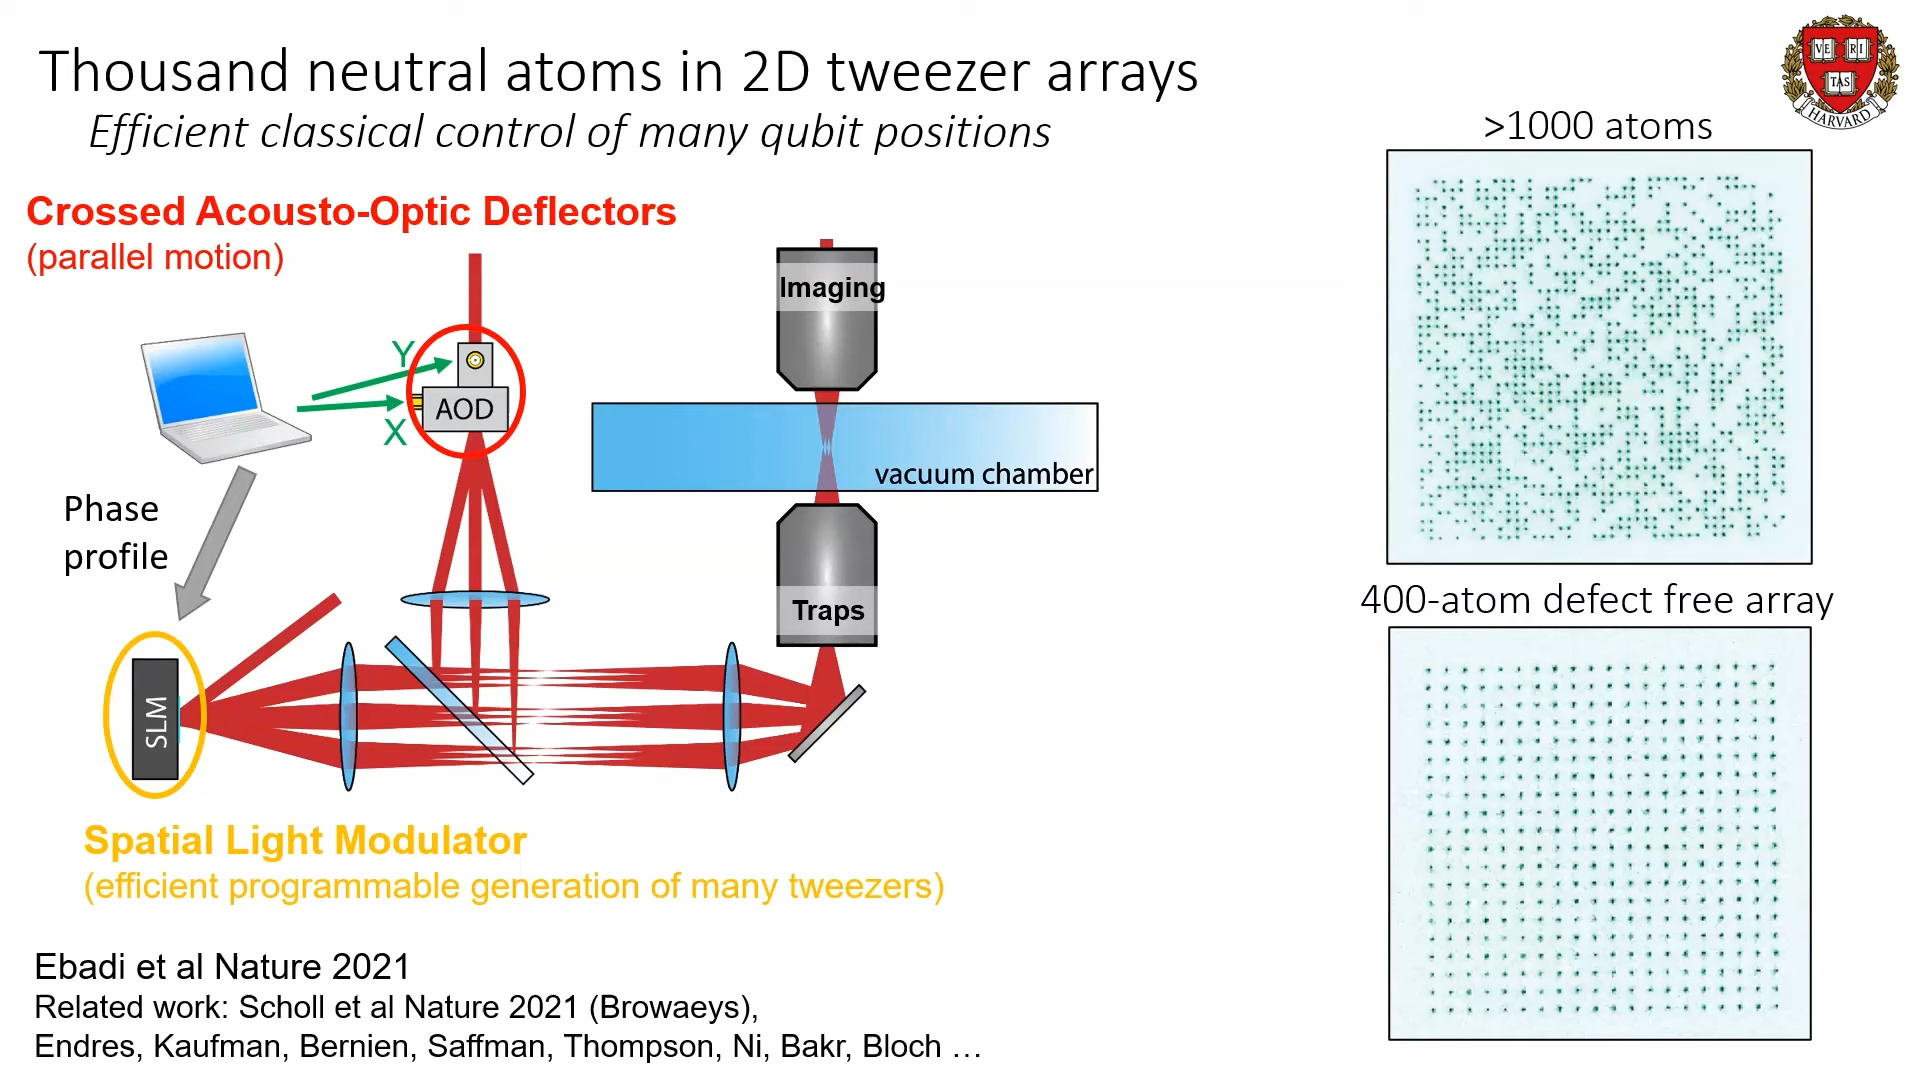 Thousand neutral atoms in 2D tweezer arrays
Efficient classical control of many qubit positions
Crossed Acousto-Optic Deflectors
(parallel motion)
Y
X
AOD
Phase
profile
SLM
Imaging
vacuum chamber
Traps
Spatial Light Modulator
(efficient programmable generation of many tweezers)
Ebadi et al Nature 2021
Related work: Scholl et al Nature 2021 (Browaeys),
Endres, Kaufman, Bernien, Saffman, Thompson, Ni, Bakr, Bloch …
VE RI
TAS
HARVARD
>1000 atoms
400-atom defect free array